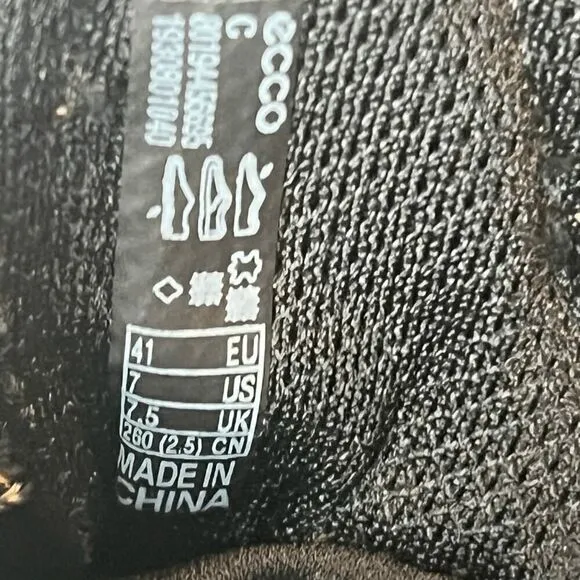 ecco
C
41 EU
7 US
7.5 UK
260 (2.5) CN
MADE IN
CHINA